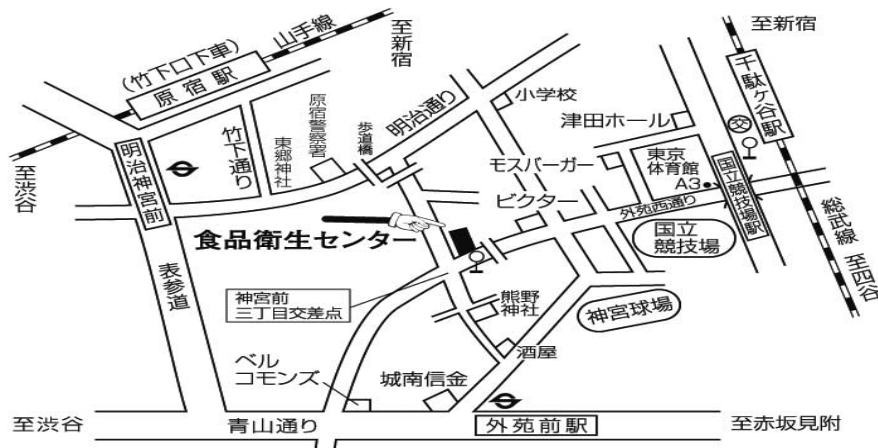 至新宿
至新宿
山手線
(竹下口下車)
原宿駅
千駄ヶ谷駅
小学校
明治通り
原宿警察署
歩道橋
津田ホール
交
竹下通り
東郷神社
明治神宮前
モスバーガー
東京
体育館
A3
国立競技場駅
至渋谷
ビクター
外苑西通り
食品衛生センター
国立
競技場
総武線
至四谷
表参道
神宮前
三丁目交差点
熊野
神社
神宮球場
酒屋
ベル
コモンズ
城南信金
至渋谷
青山通り
外苑前駅
至赤坂見附